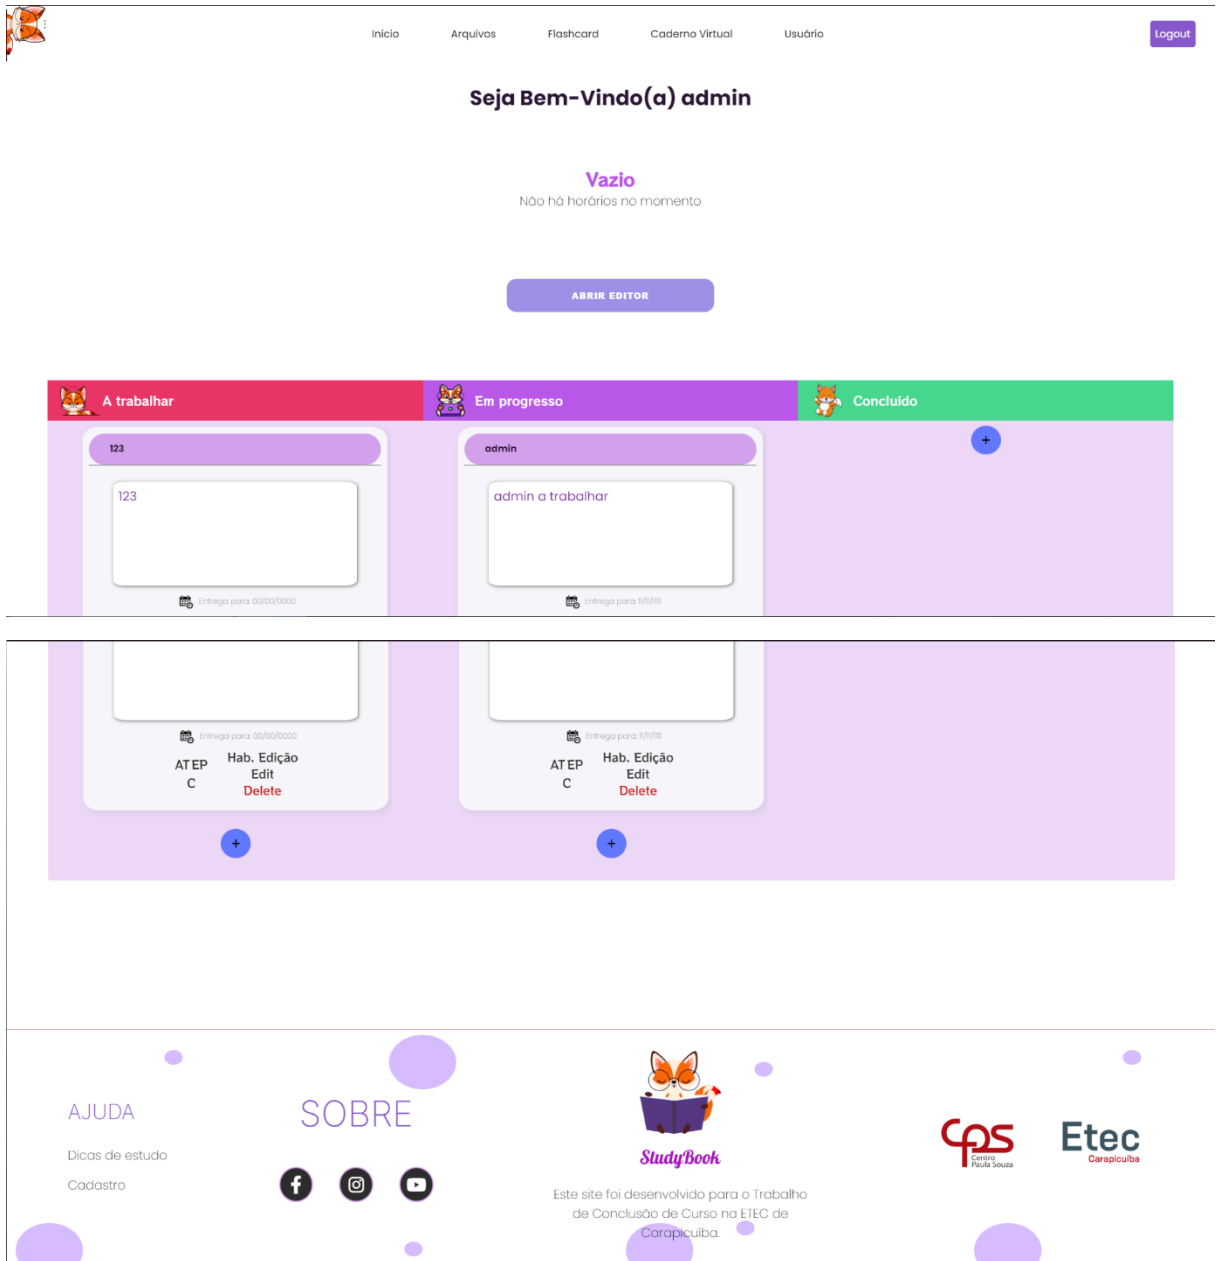 Inicio Arquivos Flashcard Caderno Virtual Usuário Logout
Seja Bem-Vindo(a) admin
Vazio
Não há horários no momento
ABRIR EDITOR
A trabalhar Em progresso Concluido
123 admin +
123 admin a trabalhar
Entrega para: 00/00/0000 Entrega para: 11/11/1111
Entrega para: 00/00/0000 Entrega para: 11/11/1111
AT EP Hab. Edição AT EP Hab. Edição
Edit Edit
C Delete C Delete
+ +
AJUDA SOBRE
Dicas de estudo
Cadastro
StudyBook
Este site foi desenvolvido para o Trabalho
de Conclusão de Curso na ETEC de
Carapicuíba.
CPS
Centro
Paula Souza
Etec
Carapicuíba